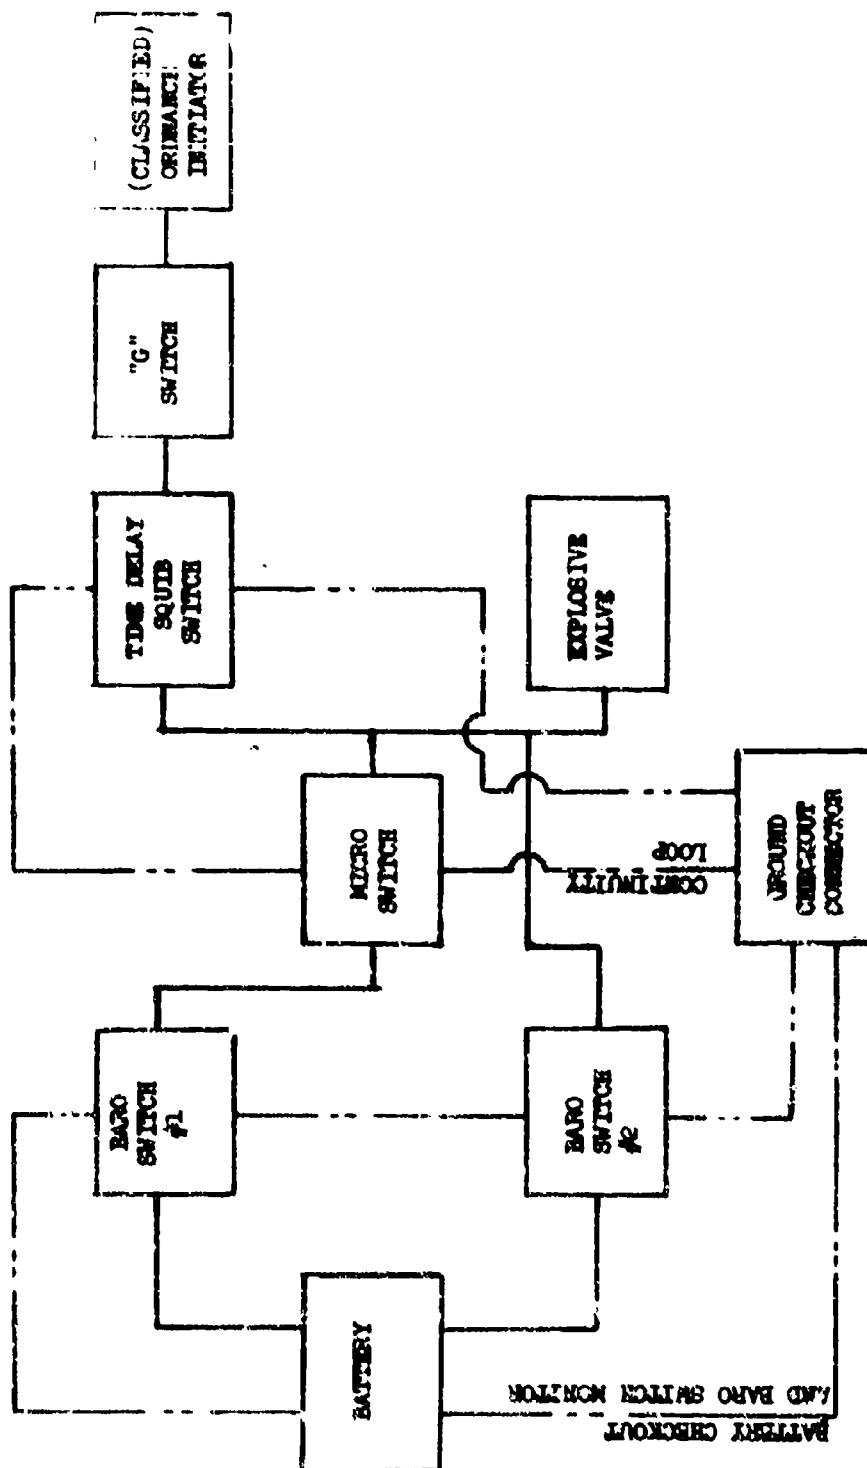 (CLASSIFIED)
ORDNANCE
INITIATOR
"G"
SWITCH
TIME DELAY
SQUIB
SWITCH
EXPLOSIVE
VALVE
MICRO
SWITCH
CONTINUITY
LOOP
GROUND
CHECKOUT
CONNECTOR
BARO
SWITCH
#1
BARO
SWITCH
#2
BATTERY
BATTERY CHECKOUT
AND BARO SWITCH MONITOR